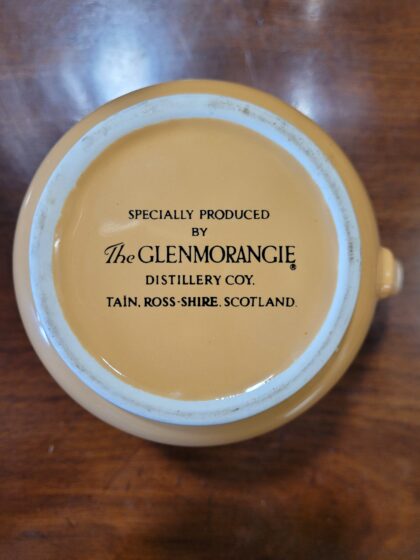 SPECIALLY PRODUCED
BY
The GLENMORANGIE®
DISTILLERY COY.
TAIN, ROSS-SHIRE. SCOTLAND.